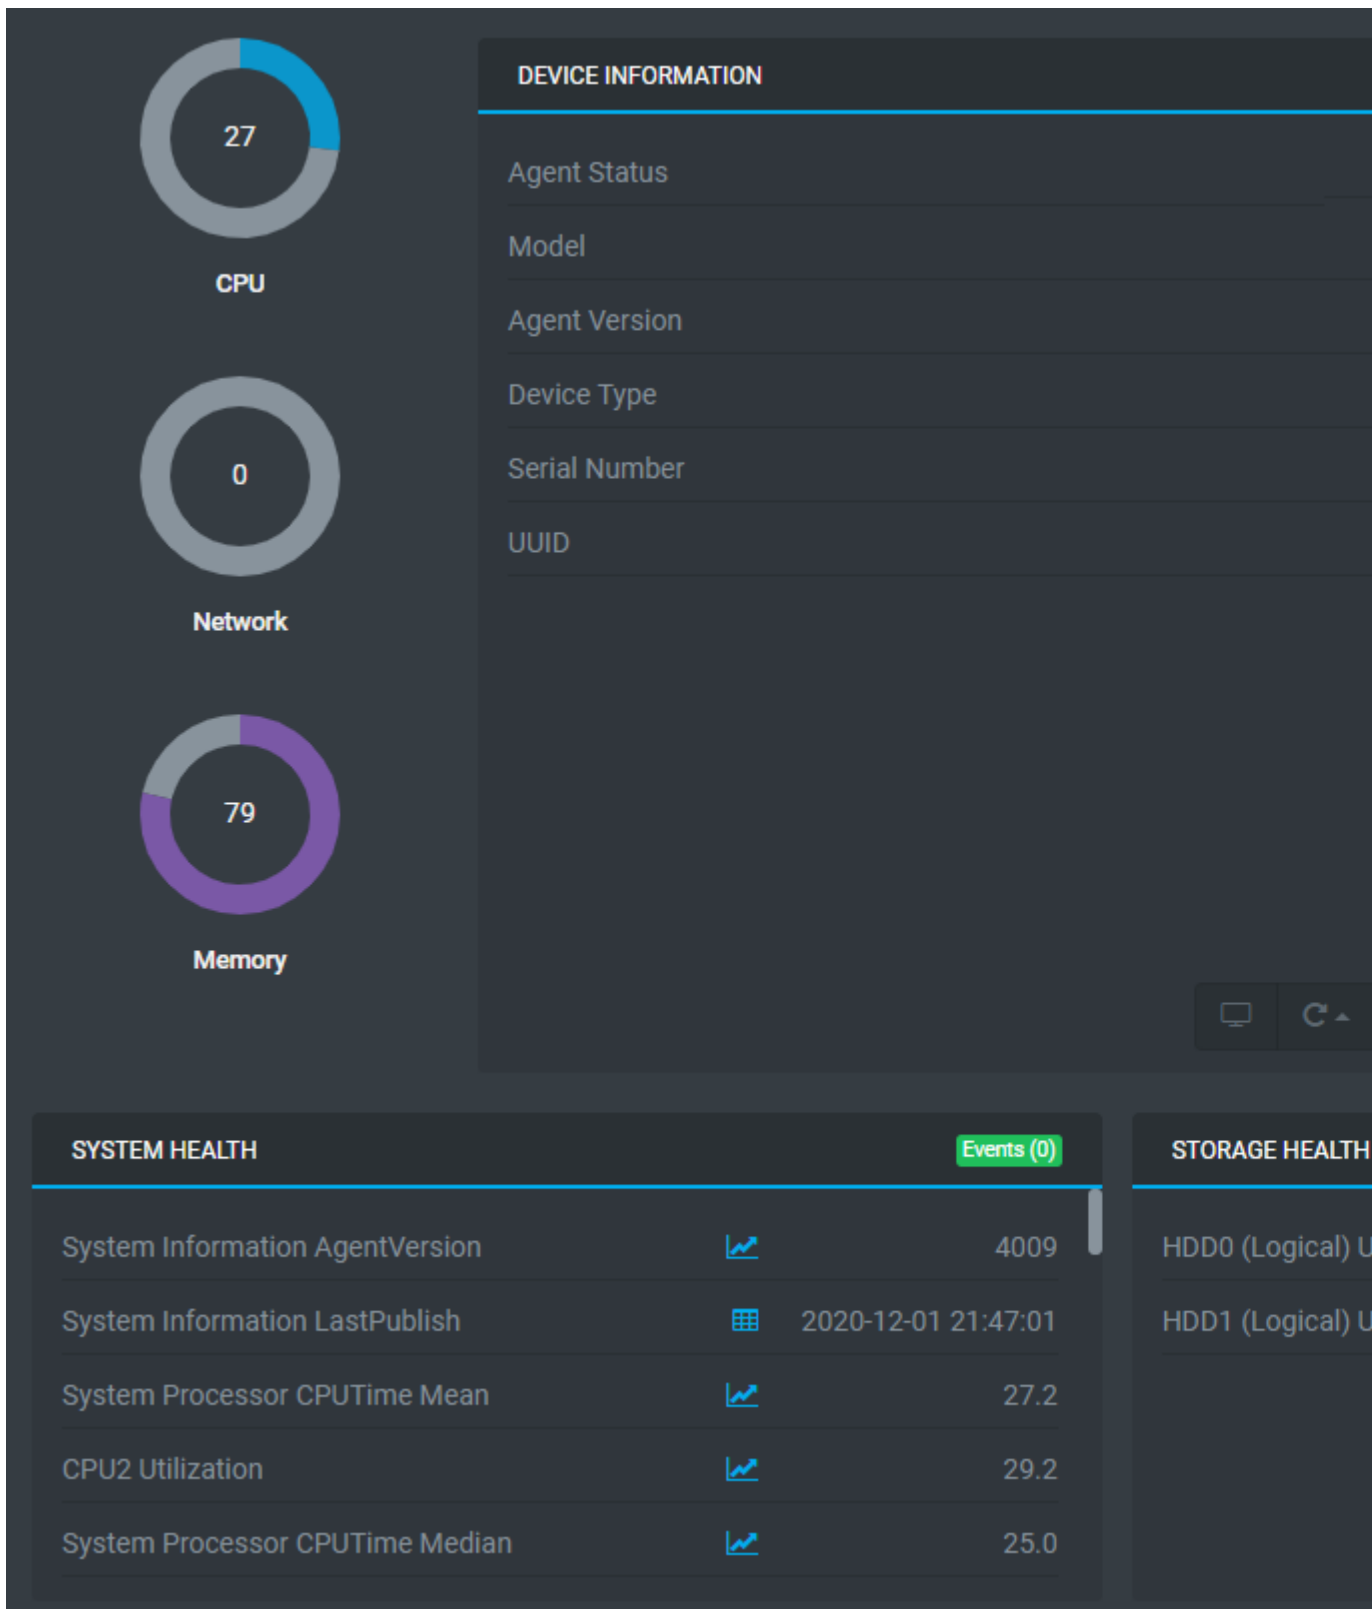 27
CPU
0
Network
79
Memory
DEVICE INFORMATION
Agent Status
Model
Agent Version
Device Type
Serial Number
UUID
SYSTEM HEALTH Events (0)
System Information AgentVersion 4009
System Information LastPublish 2020-12-01 21:47:01
System Processor CPUTime Mean 27.2
CPU2 Utilization 29.2
System Processor CPUTime Median 25.0
STORAGE HEALTH
HDD0 (Logical) U
HDD1 (Logical) U